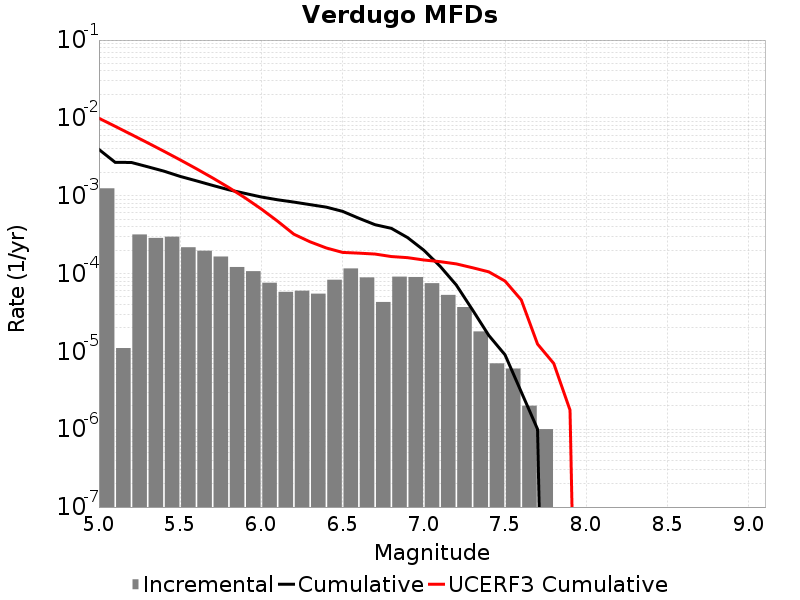 Verdugo MFDs
10-1
10-2
10-3
10-4
10-5
10-6
10-7
Rate (1/yr)
5.0 5.5 6.0 6.5 7.0 7.5 8.0 8.5 9.0
Magnitude
Incremental Cumulative UCERF3 Cumulative